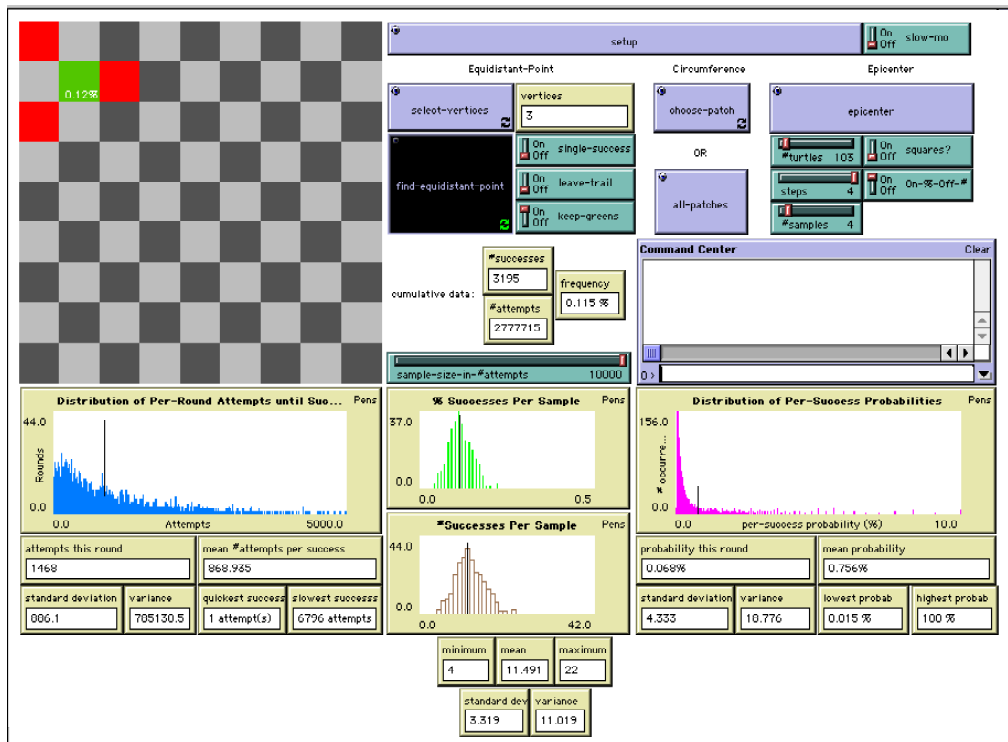 0.12%
setup
On
Off
slow-mo
Equidistant-Point
Circumference
Epicenter
select-vertices
vertices
3
choose-patch
epicenter
find-equidistant-point
On
Off
single-success
On
Off
leave-trail
On
Off
keep-greens
OR
all-patches
#turtles 103
On
Off
squares?
steps 4
On
Off
On-%-Off-#
#samples 4
cumulative data:
#successes
3195
#attempts
2777715
frequency
0.115 %
Command Center
Clear
O>
sample-size-in-#attempts 10000
Distribution of Per-Round Attempts until Suc...
Pens
44.0
Rounds
0.0
0.0
Attempts
5000.0
% Successes Per Sample
Pens
37.0
0.0
0.0
0.5
Distribution of Per-Success Probabilities
Pens
156.0
% occurre...
0.0
0.0
per-success probability (%)
10.0
#Successes Per Sample
Pens
44.0
0.0
0.0
42.0
attempts this round
1468
mean #attempts per success
868.935
standard deviation
variance
705130.5
quickest success
1 attempt(s)
slowest successs
6796 attempts
probability this round
0.068%
mean probability
0.756%
standard deviation
4.333
variance
18.776
lowest probab
0.015 %
highest probab
100 %
minimum
4
mean
11.491
maximum
22
standard dev
3.319
variance
11.019